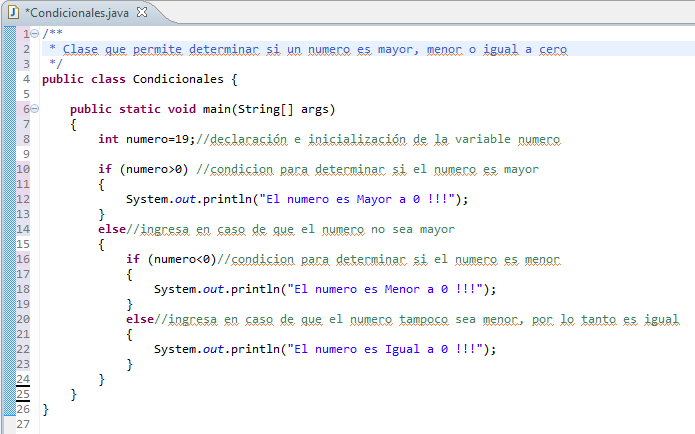 *Condicionales.java
1 /**
2 * Clase que permite determinar si un numero es mayor, menor o igual a cero
3 */
4 public class Condicionales {
5
6 public static void main(String[] args)
7 {
8 int numero=19;//declaración e inicialización de la variable numero
9
10 if (numero>0) //condicion para determinar si el numero es mayor
11 {
12 System.out.println("El numero es Mayor a 0 !!!");
13 }
14 else//ingresa en caso de que el numero no sea mayor
15 {
16 if (numero<0)//condicion para determinar si el numero es menor
17 {
18 System.out.println("El numero es Menor a 0 !!!");
19 }
20 else//ingresa en caso de que el numero tampoco sea menor, por lo tanto es igual
21 {
22 System.out.println("El numero es Igual a 0 !!!");
23 }
24 }
25 }
26 }
27